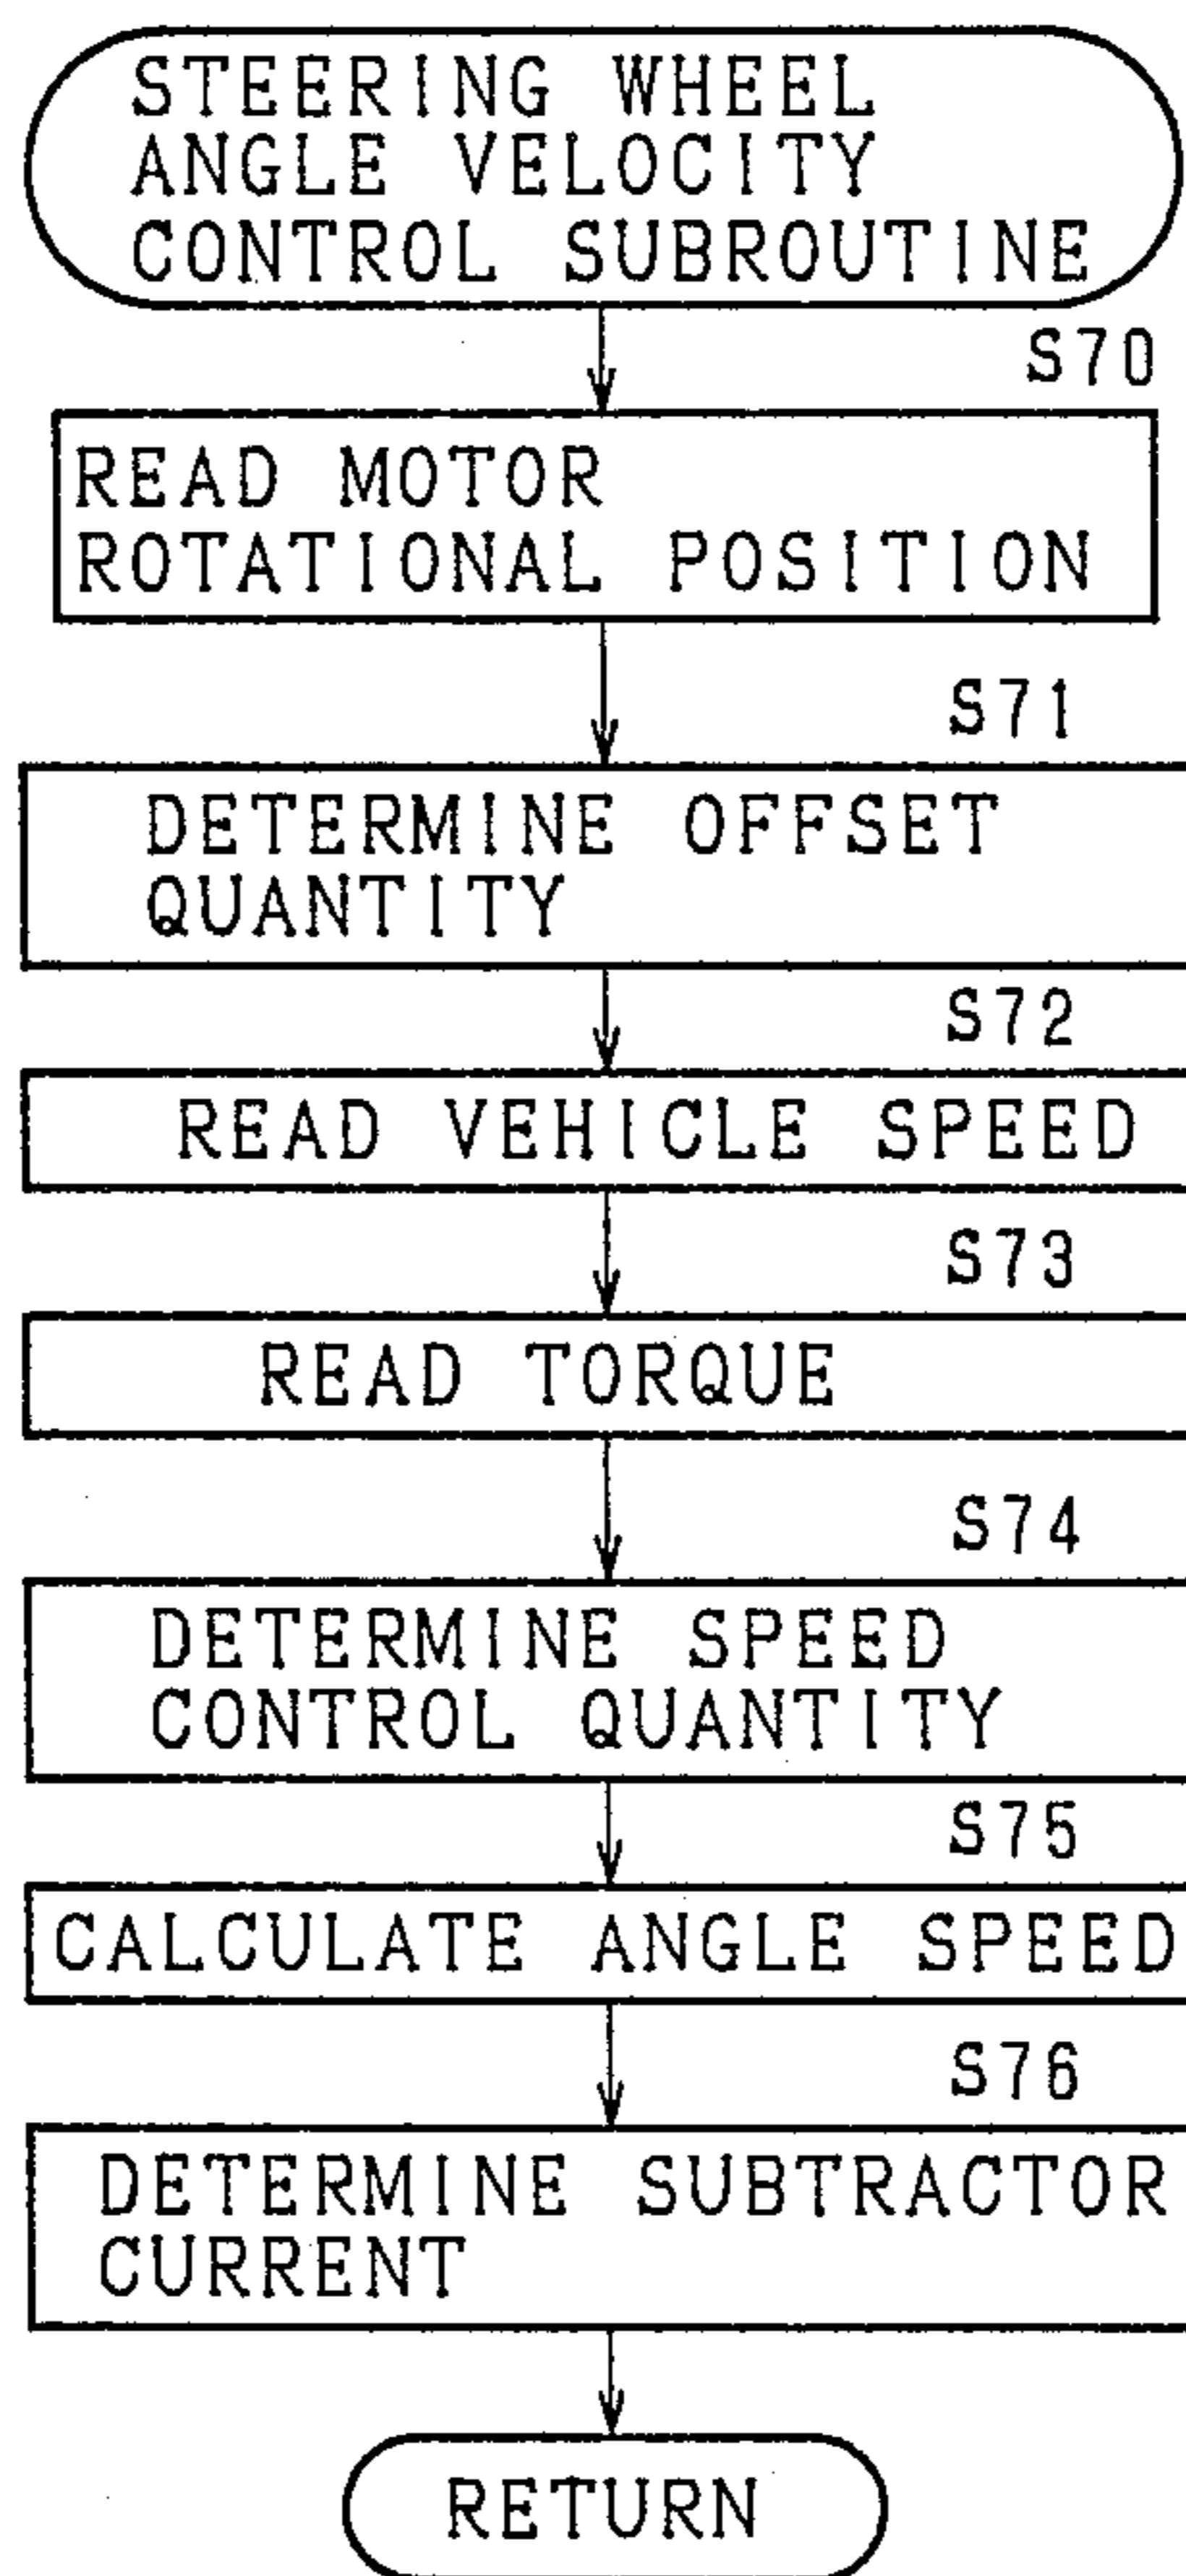 STEERING WHEEL
ANGLE VELOCITY
CONTROL SUBROUTINE
S70
READ MOTOR
ROTATIONAL POSITION
S71
DETERMINE OFFSET
QUANTITY
S72
READ VEHICLE SPEED
S73
READ TORQUE
S74
DETERMINE SPEED
CONTROL QUANTITY
S75
CALCULATE ANGLE SPEED
S76
DETERMINE SUBTRACTOR
CURRENT
RETURN